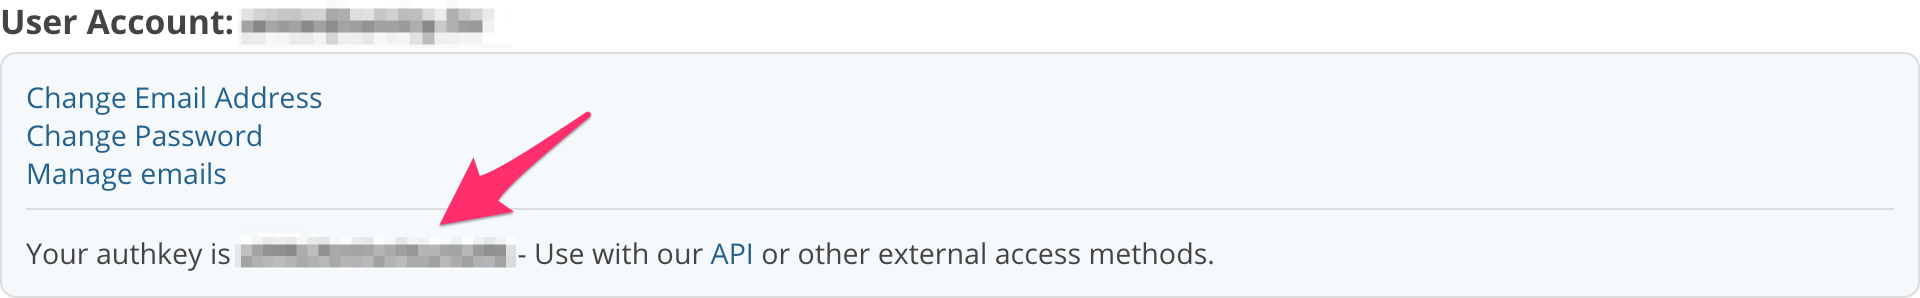 User Account:
Change Email Address
Change Password
Manage emails
Your authkey is - Use with our API or other external access methods.